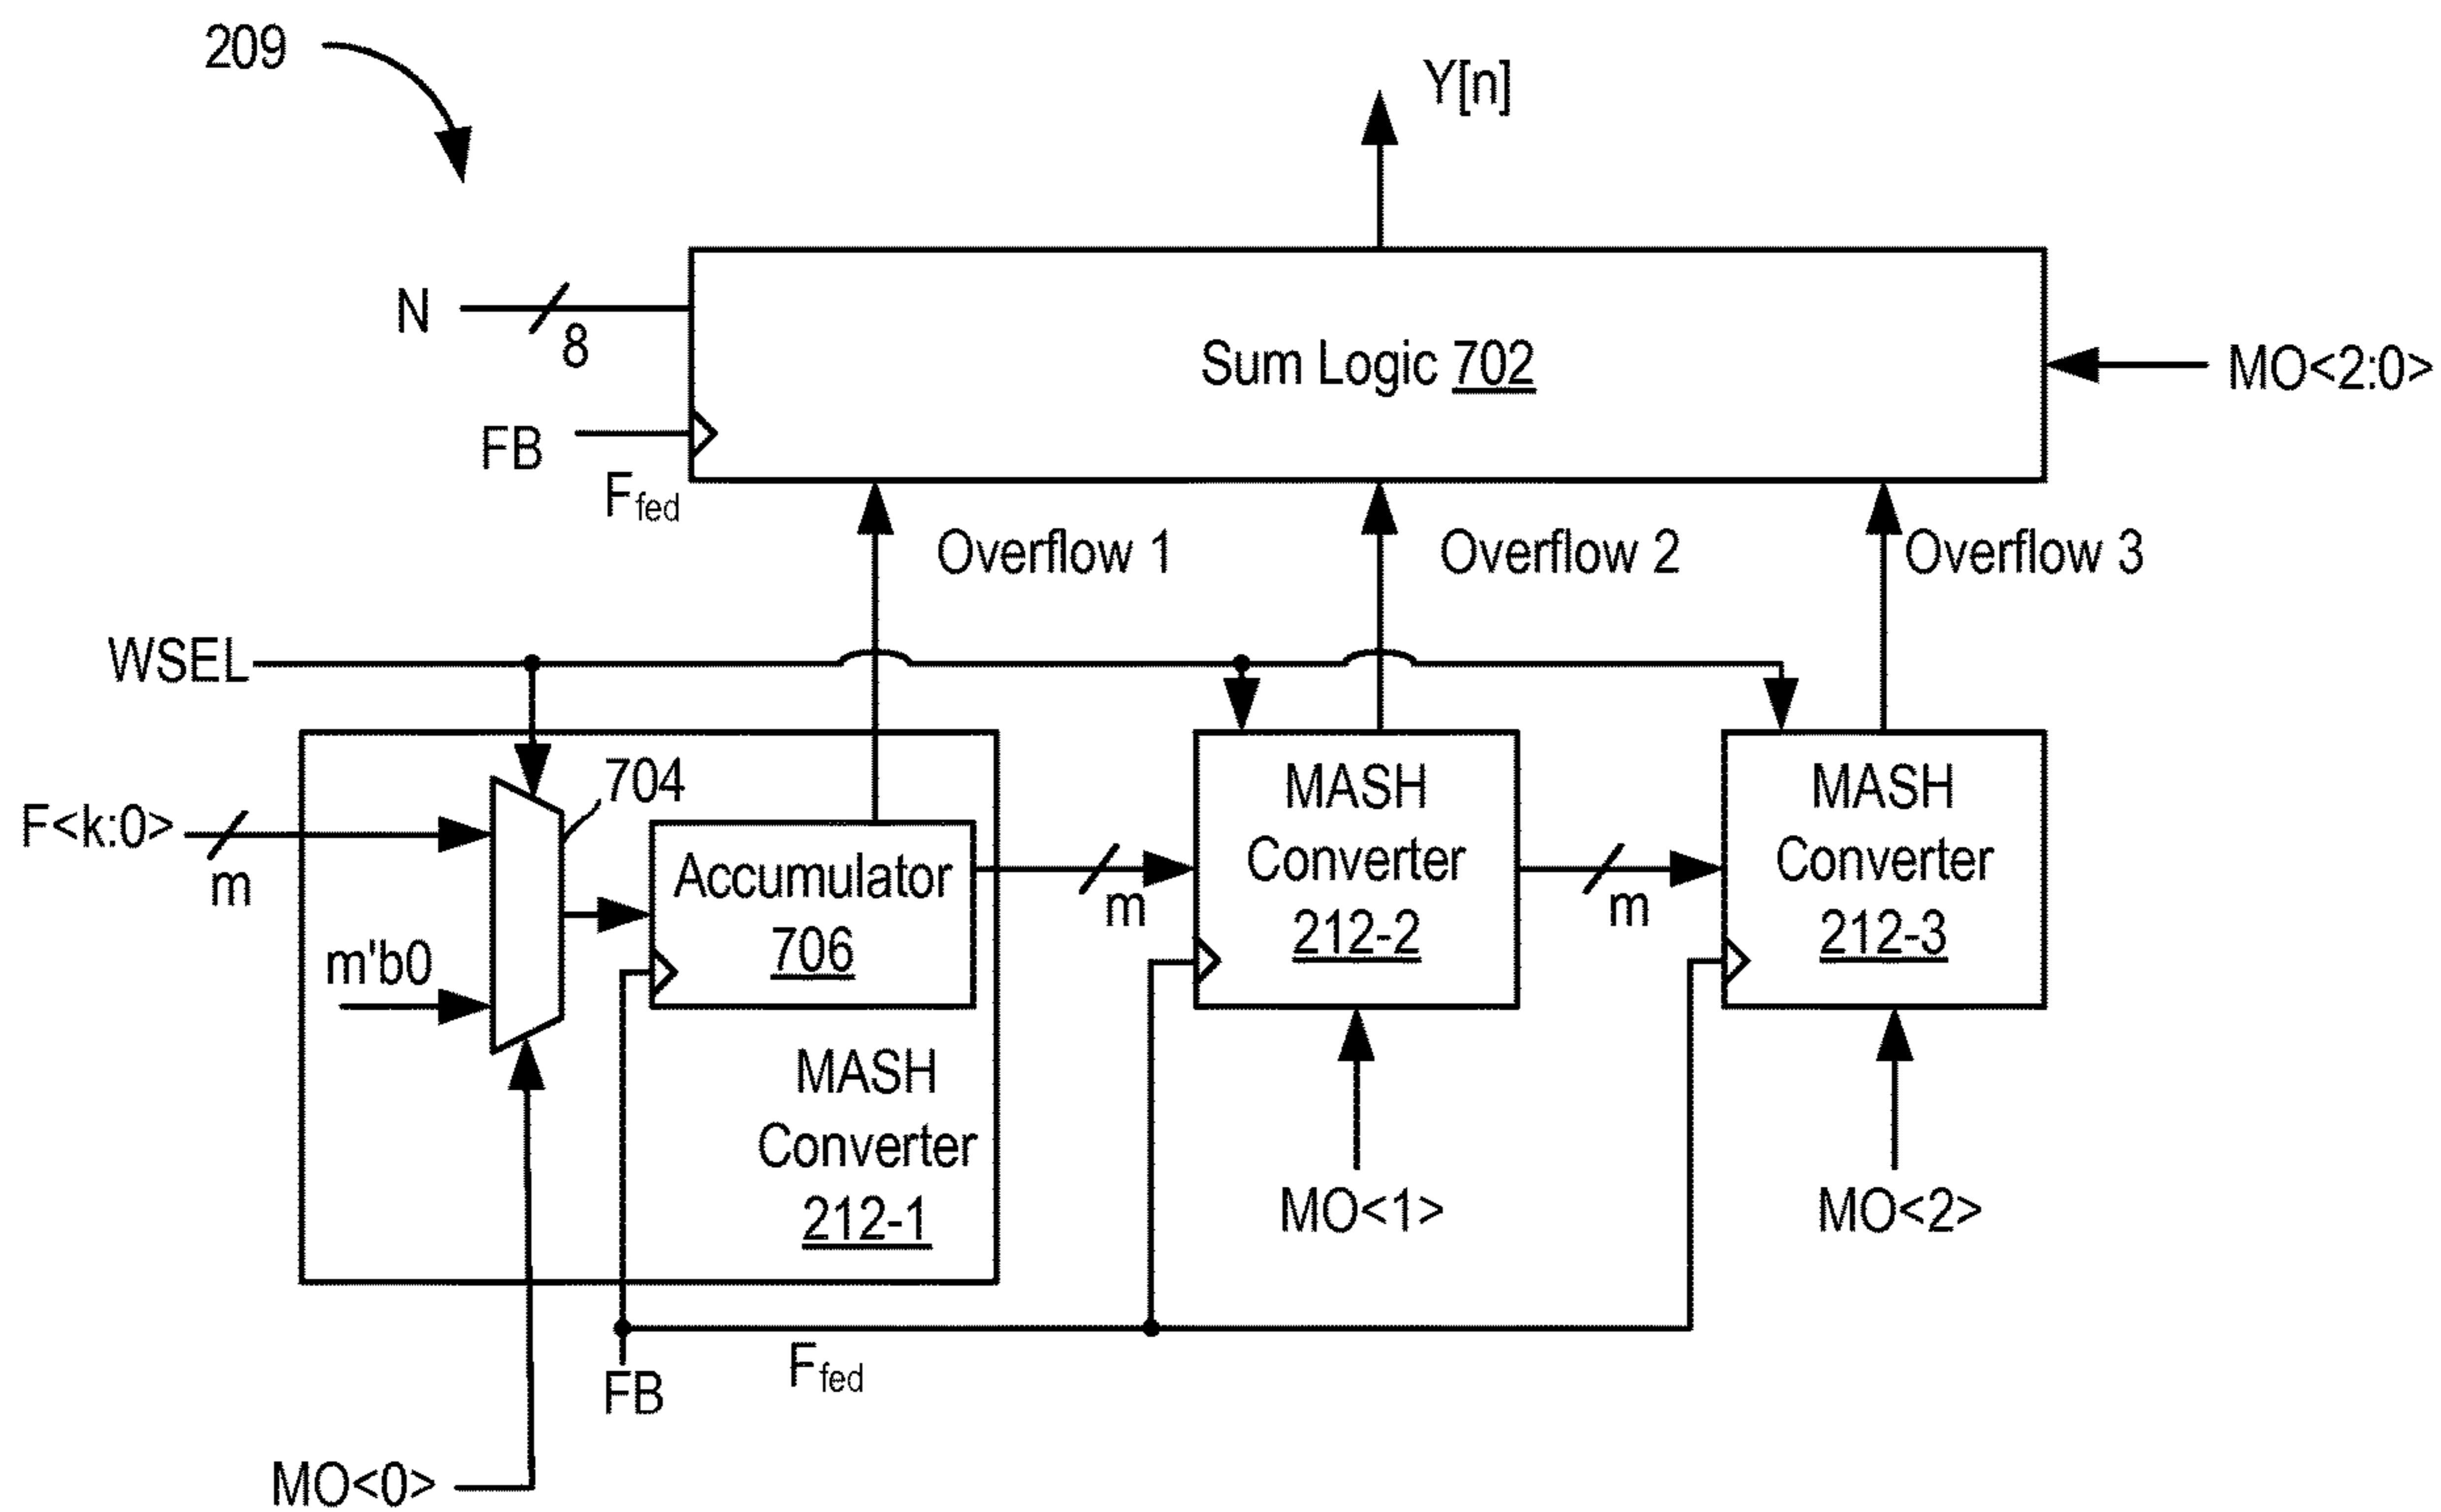 209
Y[n]
N
8
Sum Logic 702
MO<2:0>
FB
Ffed
Overflow 1
Overflow 2
Overflow 3
WSEL
704
F<k:0>
m
m'b0
Accumulator
706
m
MASH
Converter
212-2
m
MASH
Converter
212-3
MASH
Converter
212-1
MO<1>
MO<2>
FB
Ffed
MO<0>